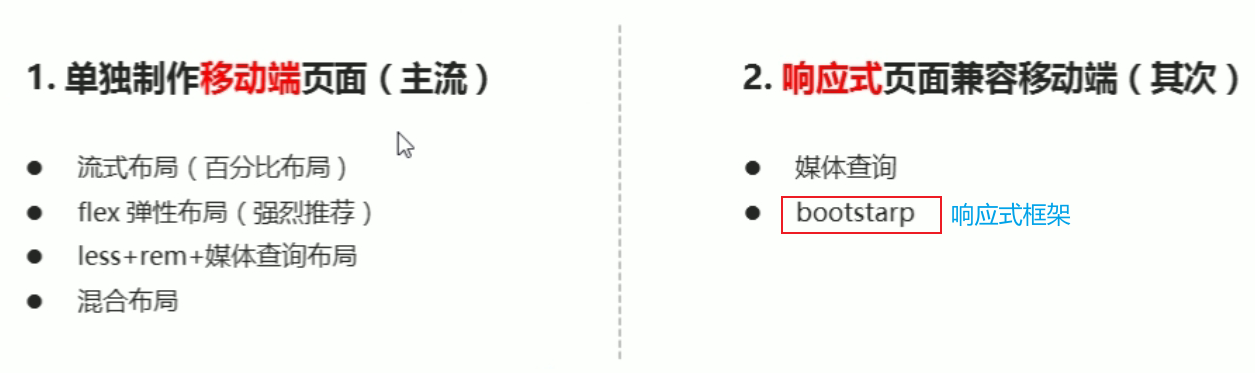 1. 单独制作移动端页面（主流）
● 流式布局（百分比布局）
● flex 弹性布局（强烈推荐）
● less+rem+媒体查询布局
● 混合布局
2. 响应式页面兼容移动端（其次）
● 媒体查询
● bootstarp 响应式框架